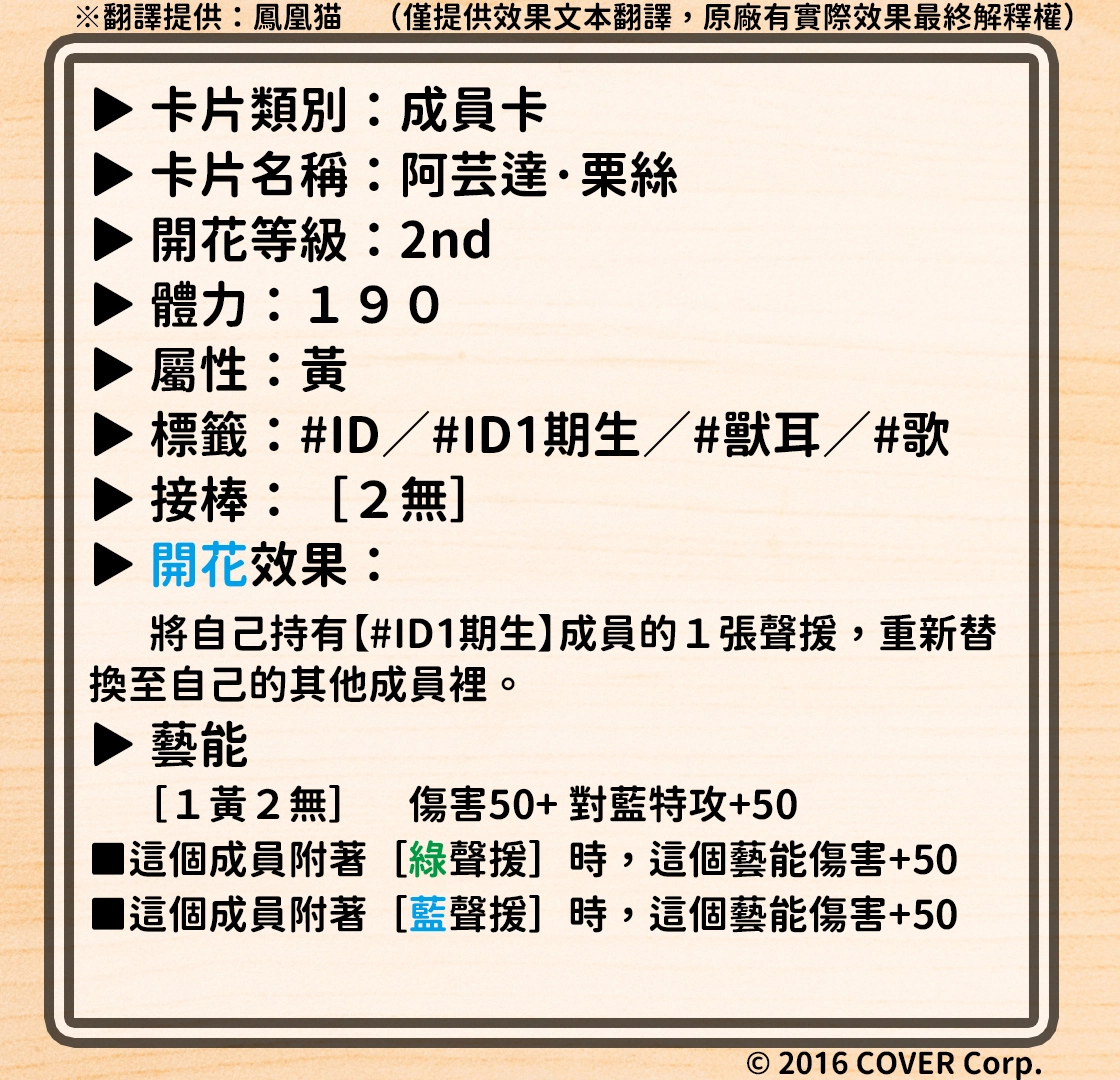 ※翻譯提供：鳳凰猫　（僅提供效果文本翻譯，原廠有實際效果最終解釋權）
▶ 卡片類別：成員卡
▶ 卡片名稱：阿芸達·栗絲
▶ 開花等級：2nd
▶ 體力：１９０
▶ 屬性：黃
▶ 標籤：#ID／#ID1期生／#獸耳／#歌
▶ 接棒：［２無］
▶ 開花效果：
將自己持有【#ID1期生】成員的１張聲援，重新替
換至自己的其他成員裡。
▶ 藝能
［１黃２無］　傷害50+ 對藍特攻+50
■這個成員附著［綠聲援］時，這個藝能傷害+50
■這個成員附著［藍聲援］時，這個藝能傷害+50
© 2016 COVER Corp.